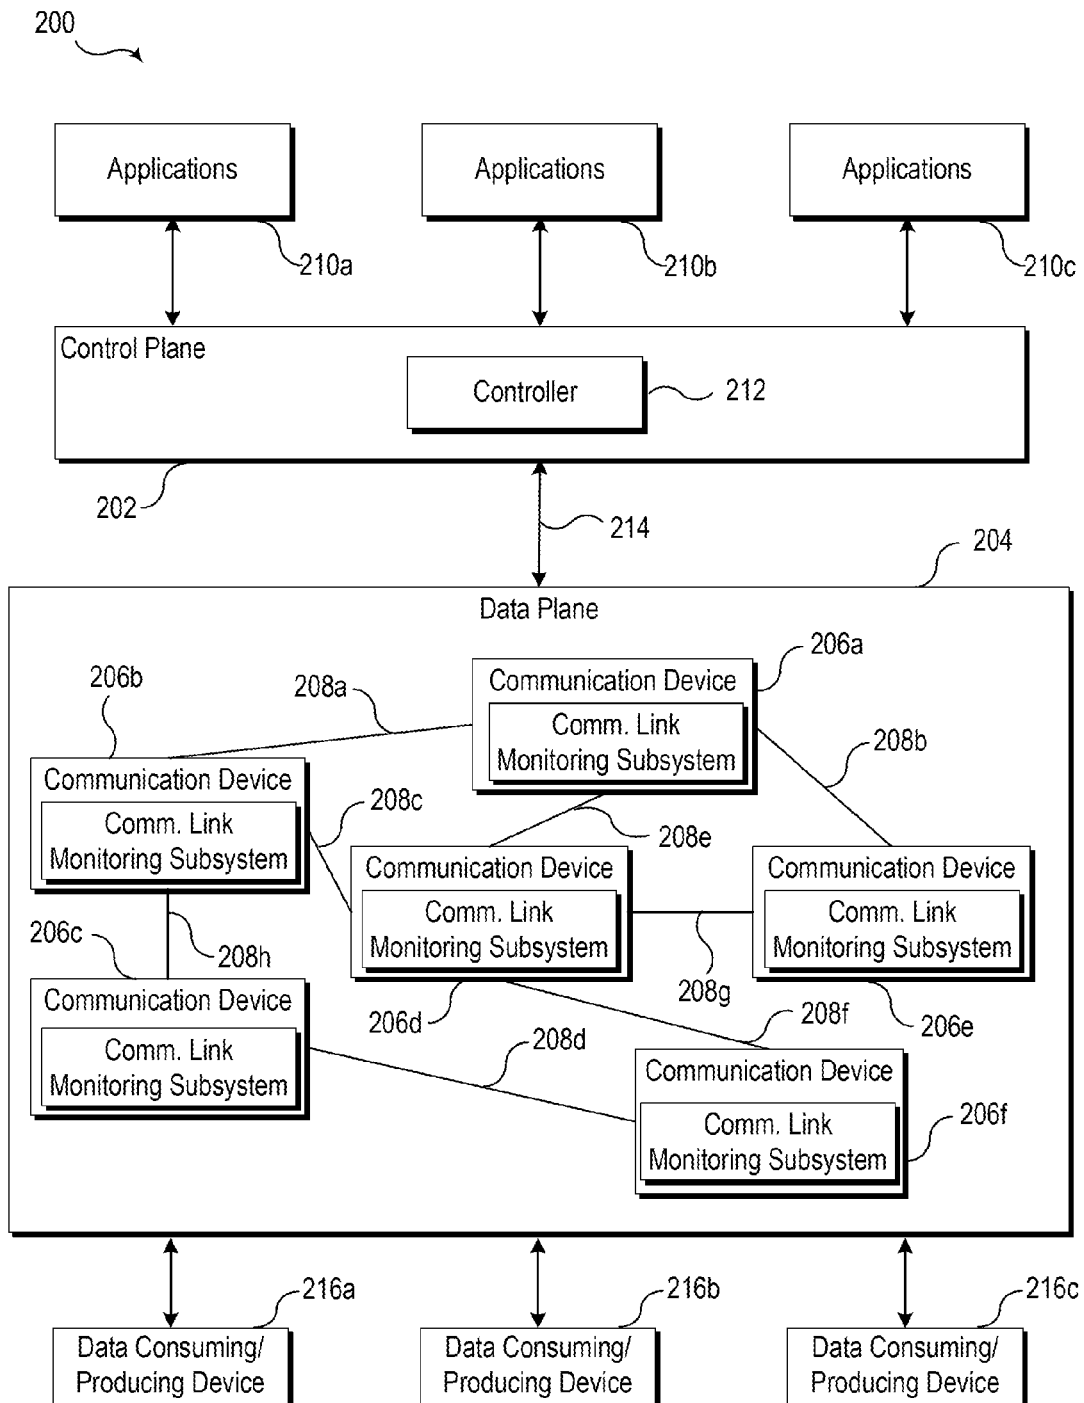 200
Applications
Applications
Applications
210a
210b
210c
Control Plane
Controller
212
202
214
204
Data Plane
206a
206b
208a
Communication Device
Comm. Link
Monitoring Subsystem
208b
Communication Device
Comm. Link
Monitoring Subsystem
208c
208e
Communication Device
Comm. Link
Monitoring Subsystem
Communication Device
Comm. Link
Monitoring Subsystem
206c
208h
208g
206d
208f
206e
Communication Device
Comm. Link
Monitoring Subsystem
208d
Communication Device
Comm. Link
Monitoring Subsystem
206f
216a
216b
216c
Data Consuming/
Producing Device
Data Consuming/
Producing Device
Data Consuming/
Producing Device